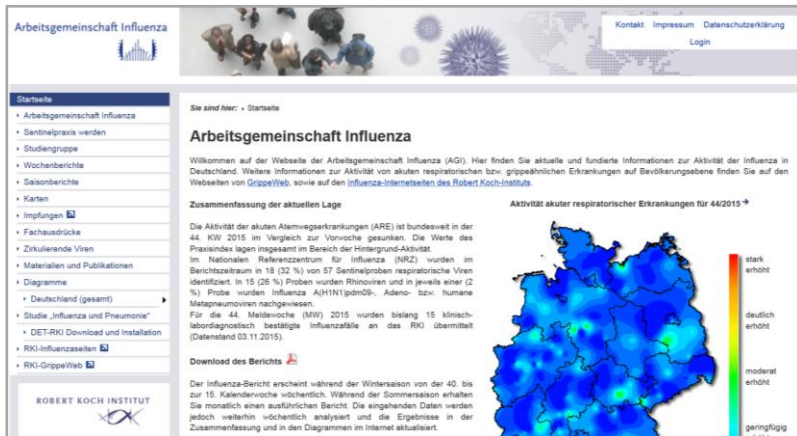 Arbeitsgemeinschaft Influenza
Kontakt Impressum Datenschutzerklärung
Login
Startseite
Arbeitsgemeinschaft Influenza
Sentinelpraxis werden
Studiengruppe
Wochenberichte
Saisonberichte
Karten
Impfungen
Fachausdrücke
Zirkulierende Viren
Materialien und Publikationen
Diagramme
Deutschland (gesamt)
Studie „Influenza und Pneumonie"
DET-RKI Download und Installation
RKI-Influenzaseiten
RKI-GrippeWeb
ROBERT KOCH INSTITUT
Sie sind hier: Startseite
Arbeitsgemeinschaft Influenza
Willkommen auf der Webseite der Arbeitsgemeinschaft Influenza (AGI). Hier finden Sie aktuelle und fundierte Informationen zur Aktivität der Influenza in
Deutschland. Weitere Informationen zur Aktivität von akuten respiratorischen bzw. grippeähnlichen Erkrankungen auf Bevölkerungsebene finden Sie auf den
Webseiten von GrippeWeb, sowie auf den Influenza-Internetseiten des Robert Koch-Instituts.
Zusammenfassung der aktuellen Lage
Die Aktivität der akuten Atemwegserkrankungen (ARE) ist bundesweit in der
44. KW 2015 im Vergleich zur Vorwoche gesunken. Die Werte des
Praxisindex lagen insgesamt im Bereich der Hintergrund-Aktivität.
Im Nationalen Referenzzentrum für Influenza (NRZ) wurden im
Berichtszeitraum in 18 (32 %) von 57 Sentinelproben respiratorische Viren
identifiziert. In 15 (26 %) Proben wurden Rhinoviren und in jeweils einer (2
%) Probe wurden Influenza A(H1N1)pdm09-, Adeno- bzw. humane
Metapneumoviren nachgewiesen.
Für die 44. Meldewoche (MW) 2015 wurden bislang 15 klinisch-
labordiagnostisch bestätigte Influenzafälle an das RKI übermittelt
(Datenstand 03.11.2015).
Download des Berichts
Der Influenza-Bericht erscheint während der Wintersaison von der 40. bis
zur 15. Kalenderwoche wöchentlich. Während der Sommersaison erhalten
Sie monatlich einen ausführlichen Bericht. Die eingehenden Daten werden
jedoch weiterhin wöchentlich analysiert und die Ergebnisse in der
Zusammenfassung und in den Diagrammen im Internet aktualisiert.
Aktivität akuter respiratorischer Erkrankungen für 44/2015
stark
erhöht
deutlich
erhöht
moderat
erhöht
geringfügig